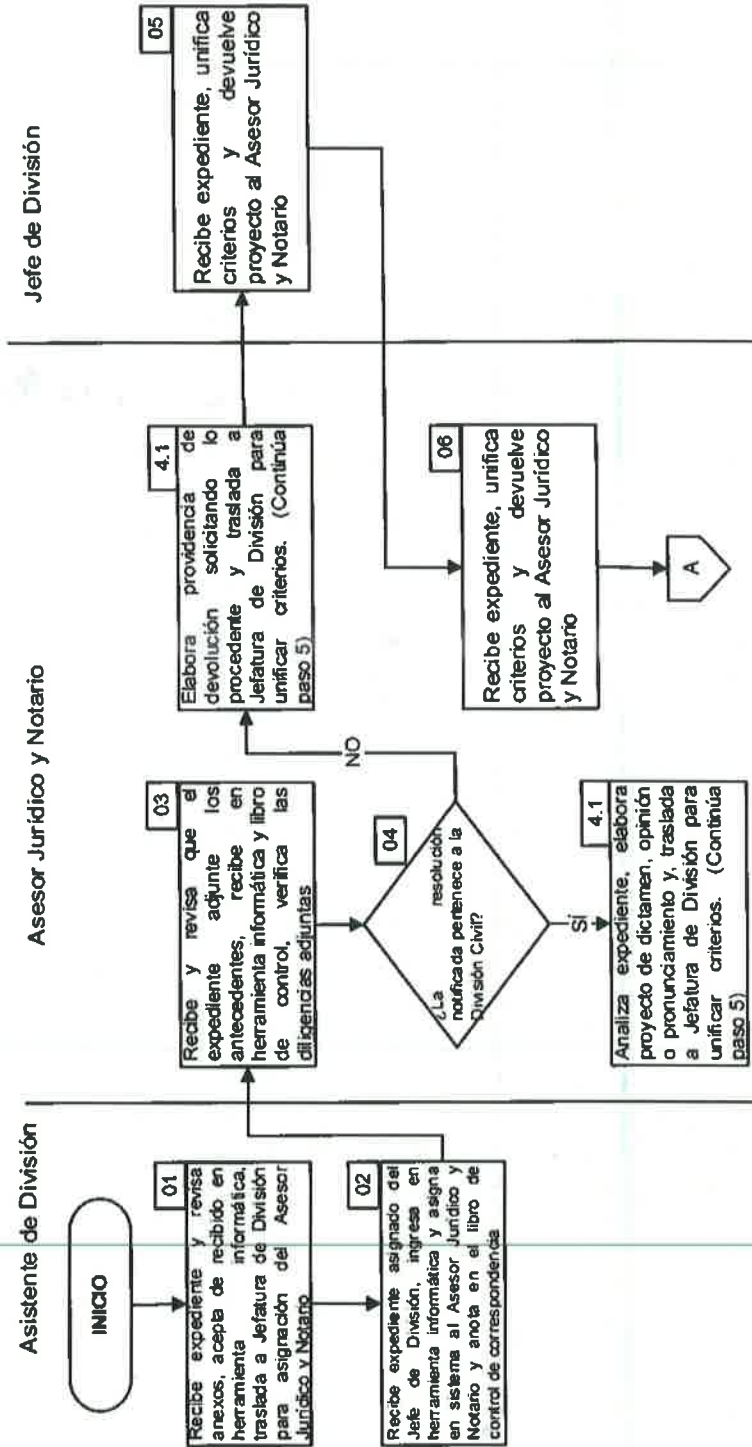 Asistente de División
INICIO
01
Recibe expediente y revisa
anexos, acepta de recibido en
herramienta informática,
traslada a Jefatura de División
para asignación del Asesor
Jurídico y Notario
02
Recibe expediente asignado del
Jefe de División, ingresa en
herramienta informática y asigna
en sistema al Asesor Jurídico y
Notario y anota en el libro de
control de correspondencia
Asesor Jurídico y Notario
03
Recibe y revisa que el
expediente adjunte los
antecedentes, recibe en
herramienta informática y libro
de control, verifica las
diligencias adjuntas
04
¿La resolución
notificada pertenece a la
División Civil?
NO
SÍ
4.1
Analiza expediente, elabora
proyecto de dictamen, opinión
o pronunciamiento y, traslada
a Jefatura de División para
unificar criterios. (Continúa
paso 5)
4.1
Elabora providencia de
devolución solicitando lo
procedente y traslada a
Jefatura de División para
unificar criterios. (Continúa
paso 5)
06
Recibe expediente, unifica
criterios y devuelve
proyecto al Asesor Jurídico
y Notario
A
Jefe de División
05
Recibe expediente, unifica
criterios y devuelve
proyecto al Asesor Jurídico
y Notario